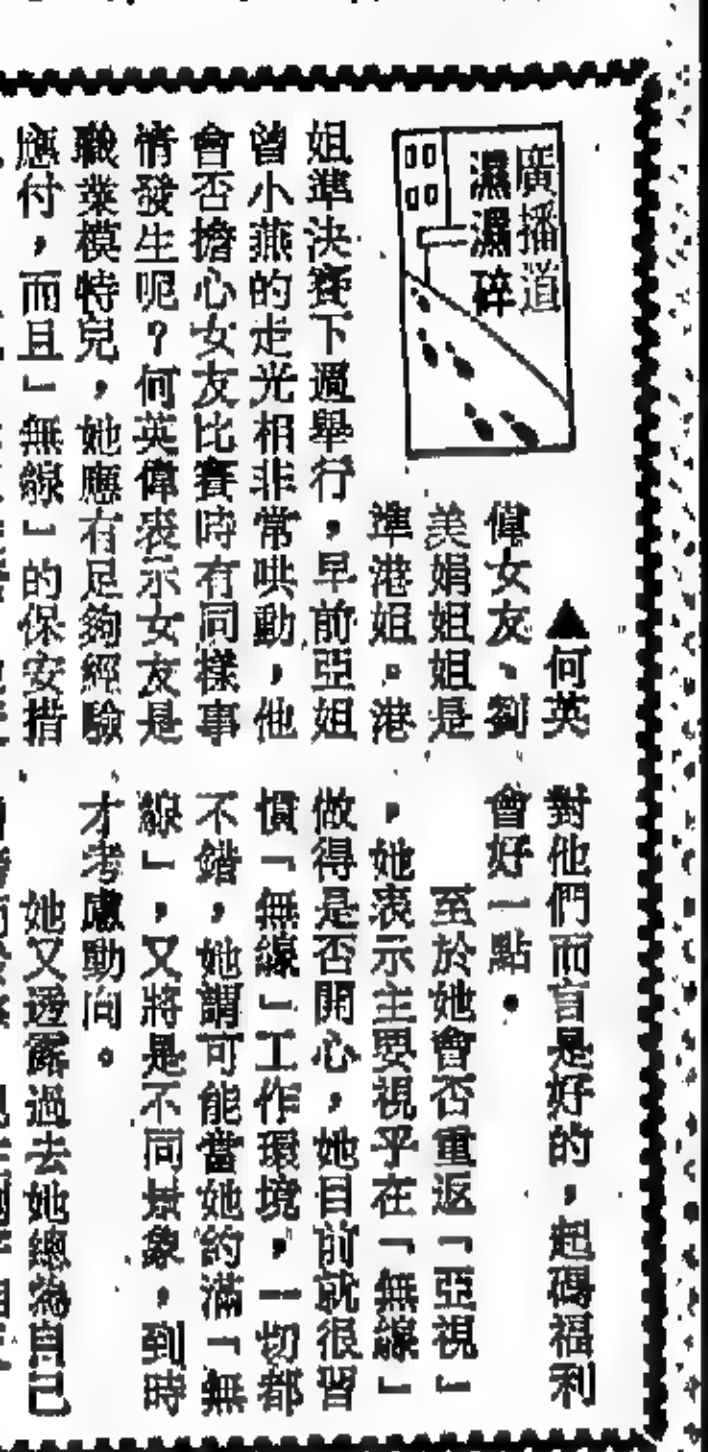 廣播道
濕濕碎
▲何英
偉女友、劉
美娟姐姐是
準港姐。港
姐準決賽下週舉行，早前亞姐
曾小燕的走光相非常哄動，他
會否擔心女友比賽時有同樣事
情發生呢？何英偉表示女友是
職業模特兒，她應有足夠經驗
應付，而且「無線」的保安措
對他們而言是好的，起碼福利
會好一點。
至於她會否重返「亞視」
，她表示主要視乎在「無線」
做得是否開心，她目前就很習
慣「無線」工作環境，一切都
不錯，她謂可能當她約滿「無
線」，又將是不同景象，到時
才考慮動向。
她又透露過去她總為自己